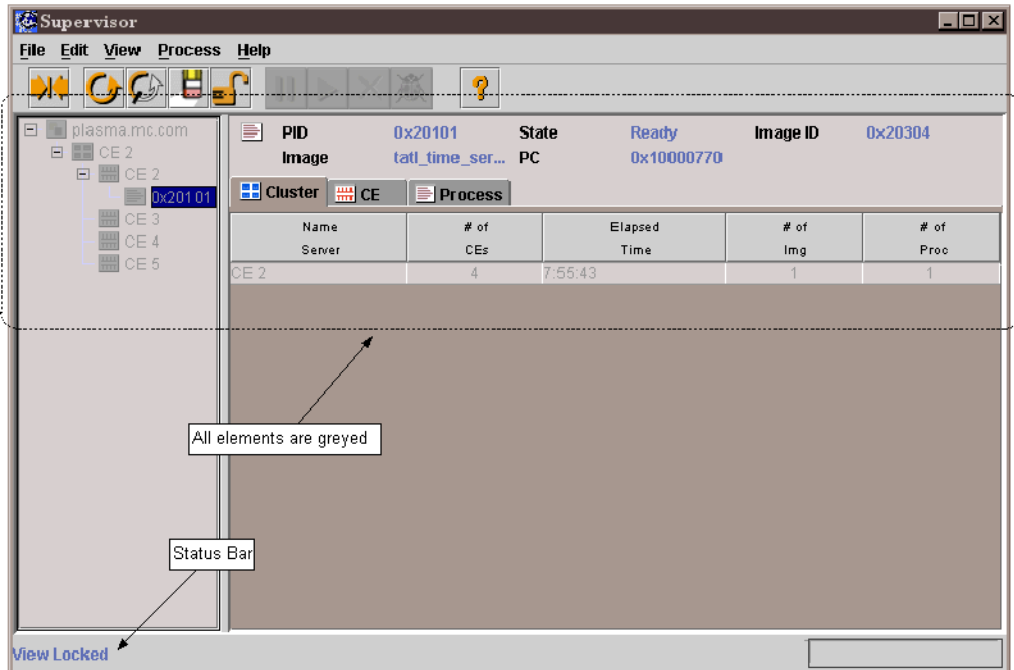 Supervisor
File Edit View Process Help
plasma.mc.com
CE 2
CE 2
0x20101
CE 3
CE 4
CE 5
PID 0x20101 State Ready Image ID 0x20304
Image tatl_time_ser... PC 0x10000770
Cluster CE Process
Name Server # of CEs Elapsed Time # of Img # of Proc
CE 2 4 7:55:43 1 1
All elements are greyed
Status Bar
View Locked